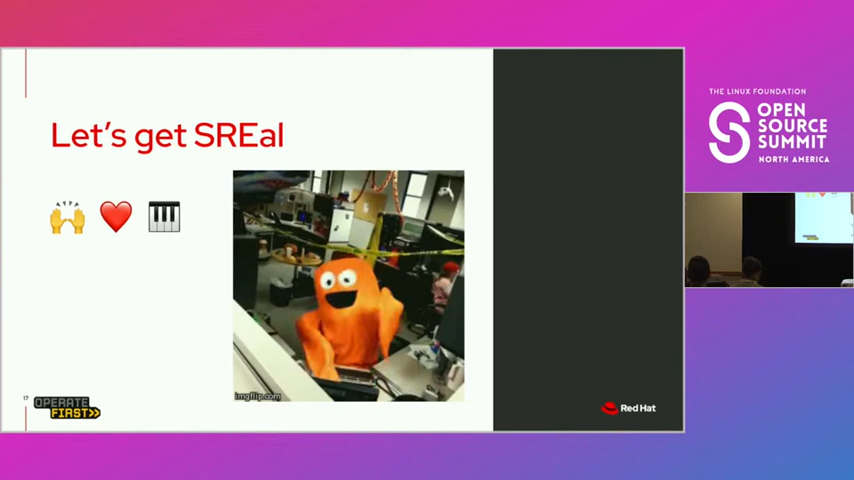 Let's get SREal
imgflip.com
17
OPERATE
FIRST>>
Red Hat
THE LINUX FOUNDATION
OPEN
SOURCE
SUMMIT
NORTH AMERICA